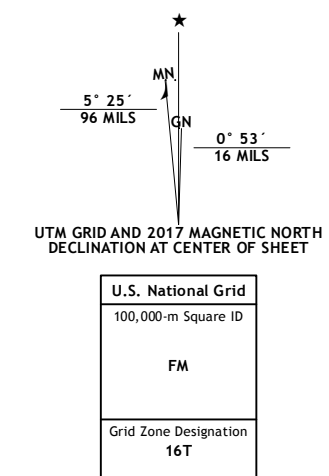 ★
MN.
5° 25´
96 MILS
GN
0° 53´
16 MILS
UTM GRID AND 2017 MAGNETIC NORTH
DECLINATION AT CENTER OF SHEET
U.S. National Grid
100,000-m Square ID
FM
Grid Zone Designation
16T